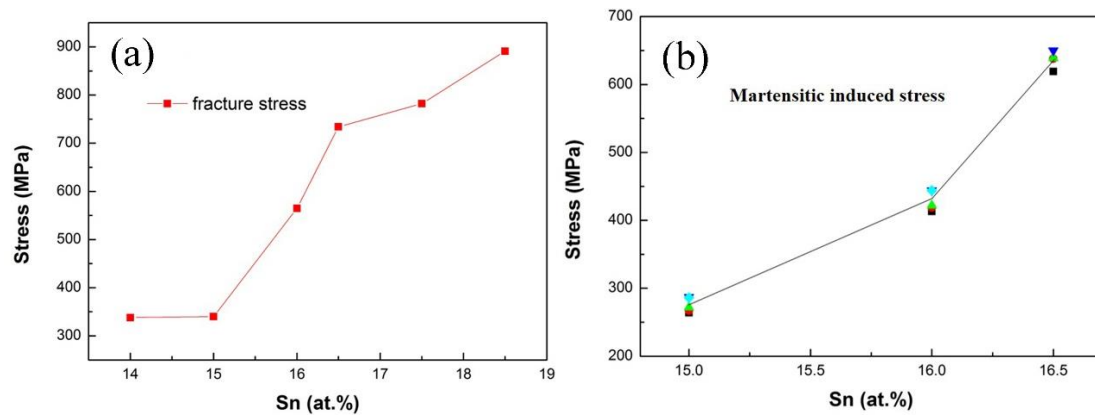 (a)
fracture stress
Stress (MPa)
900
800
700
600
500
400
300
14 15 16 17 18 19
Sn (at.%)
(b)
Martensitic induced stress
Stress (MPa)
700
600
500
400
300
200
15.0 15.5 16.0 16.5
Sn (at.%)